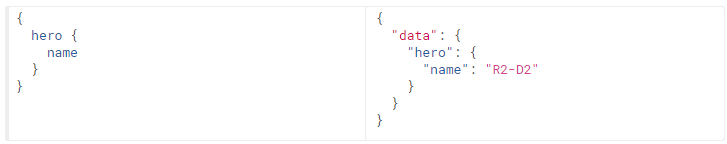 {
  hero {
    name
  }
}
{
  "data": {
    "hero": {
      "name": "R2-D2"
    }
  }
}